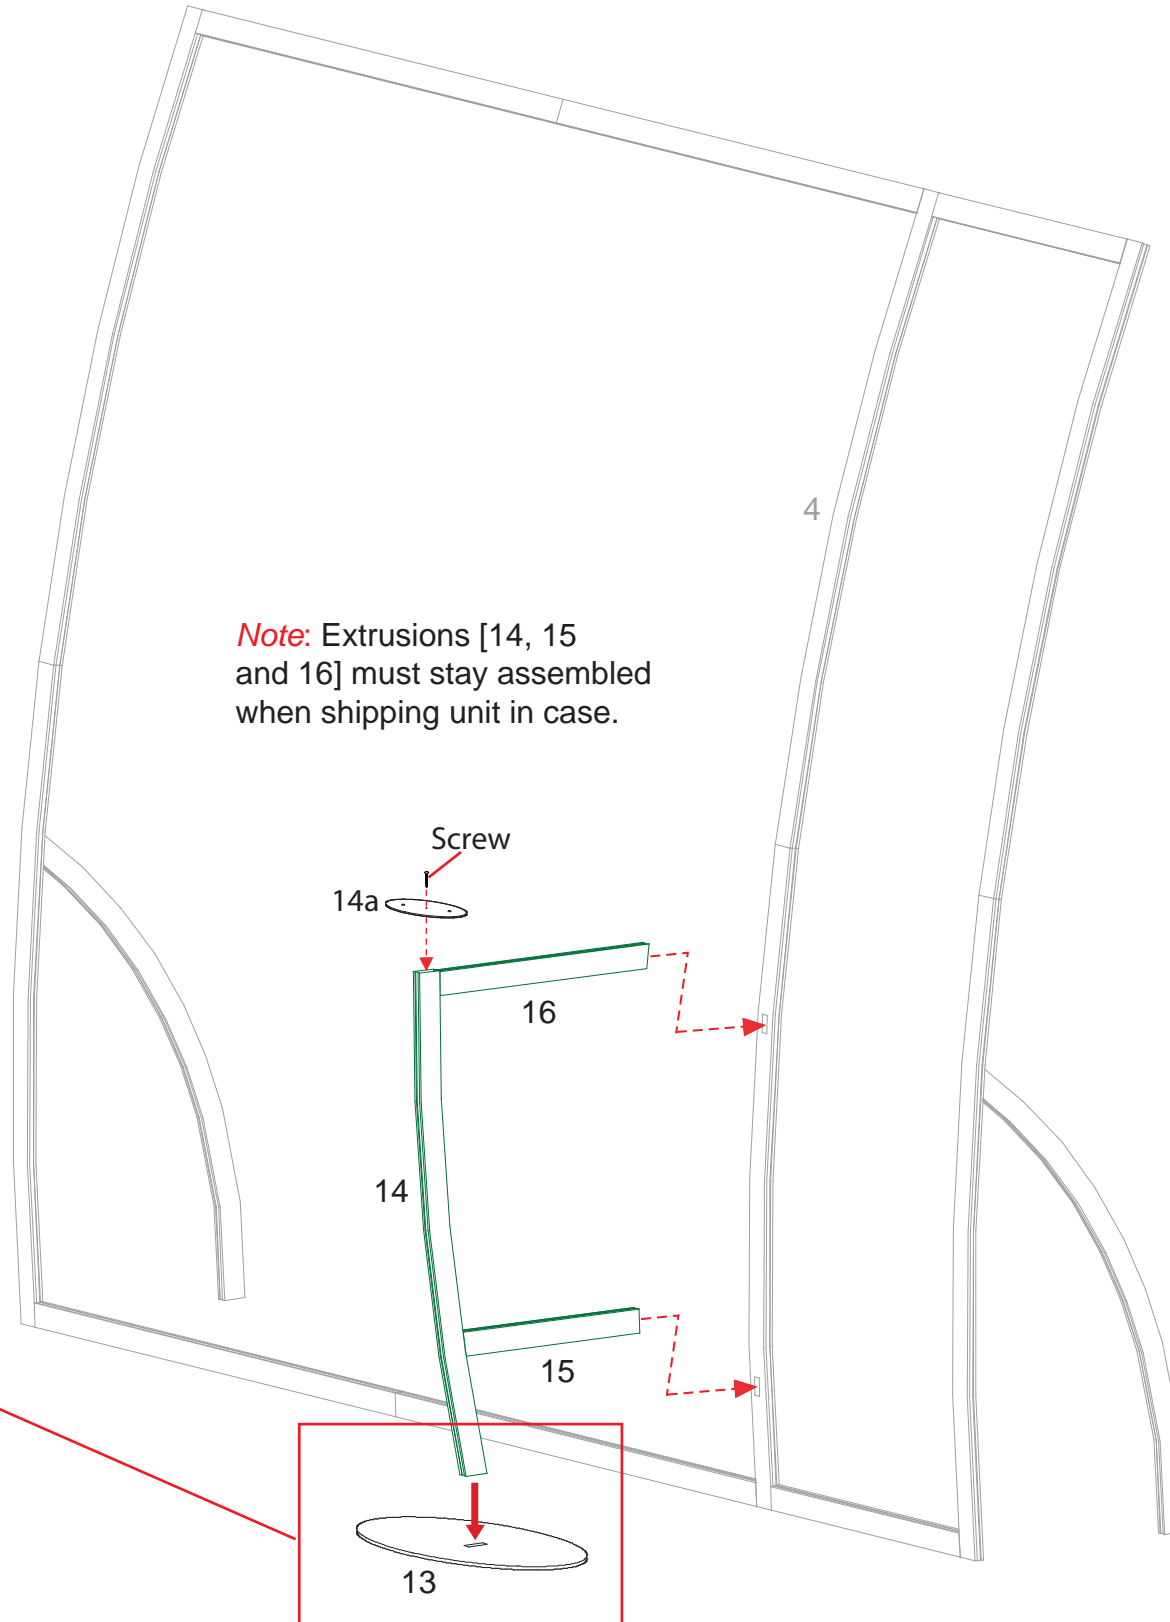 4
Note: Extrusions [14, 15
and 16] must stay assembled
when shipping unit in case.
Screw
14a
16
14
15
13